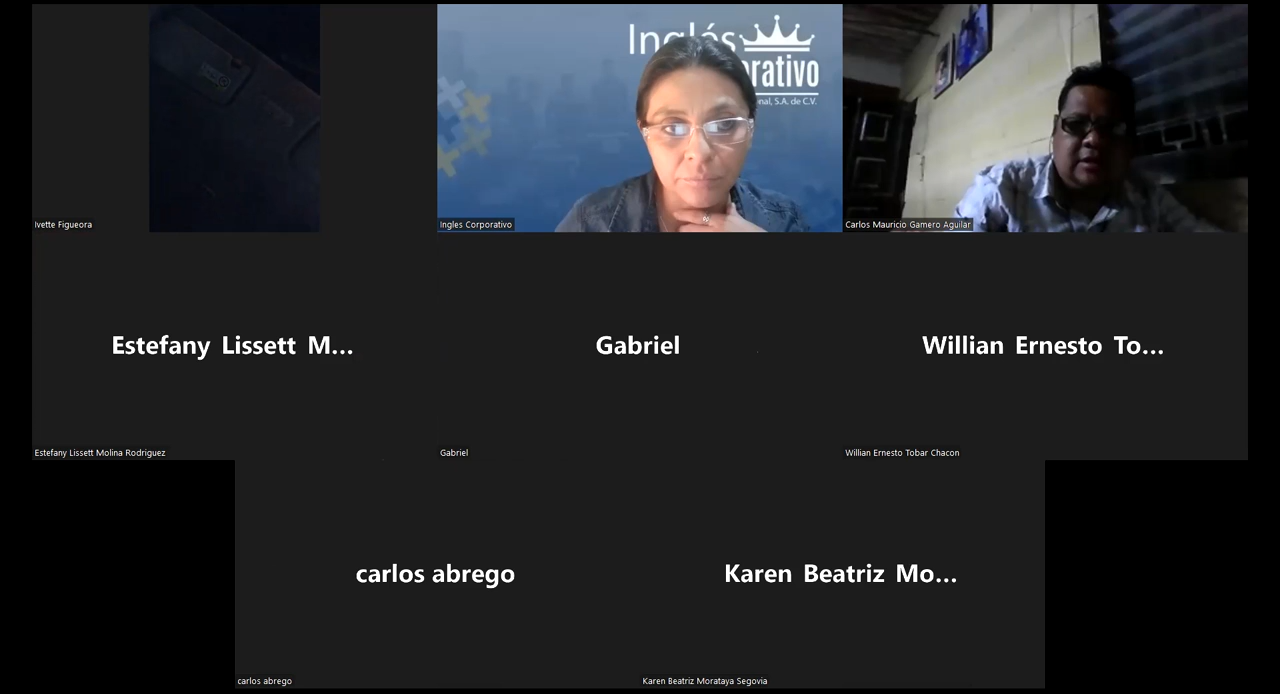 Inglés
orativo
nal, S.A. de C.V.
Ivette Figueora
Ingles Corporativo
Carlos Mauricio Gamero Aguilar
Estefany Lissett M...
Gabriel
Willian Ernesto To...
Estefany Lissett Molina Rodriguez
Gabriel
Willian Ernesto Tobar Chacon
carlos abrego
Karen Beatriz Mo...
carlos abrego
Karen Beatriz Morataya Segovia